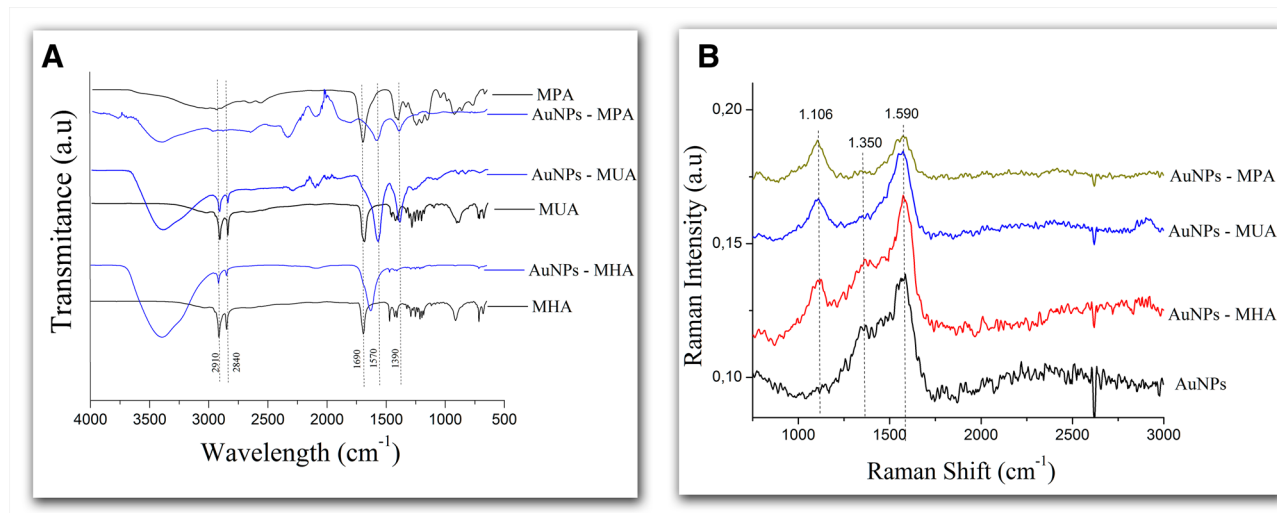 A
Transmitance (a.u)
MPA
AuNPs - MPA
AuNPs - MUA
MUA
AuNPs - MHA
MHA
2910
2840
1690
1570
1390
4000 3500 3000 2500 2000 1500 1000 500
Wavelength (cm-1)
B
Raman Intensity (a.u)
0,20
0,15
0,10
1.106
1.350
1.590
AuNPs - MPA
AuNPs - MUA
AuNPs - MHA
AuNPs
1000 1500 2000 2500 3000
Raman Shift (cm-1)